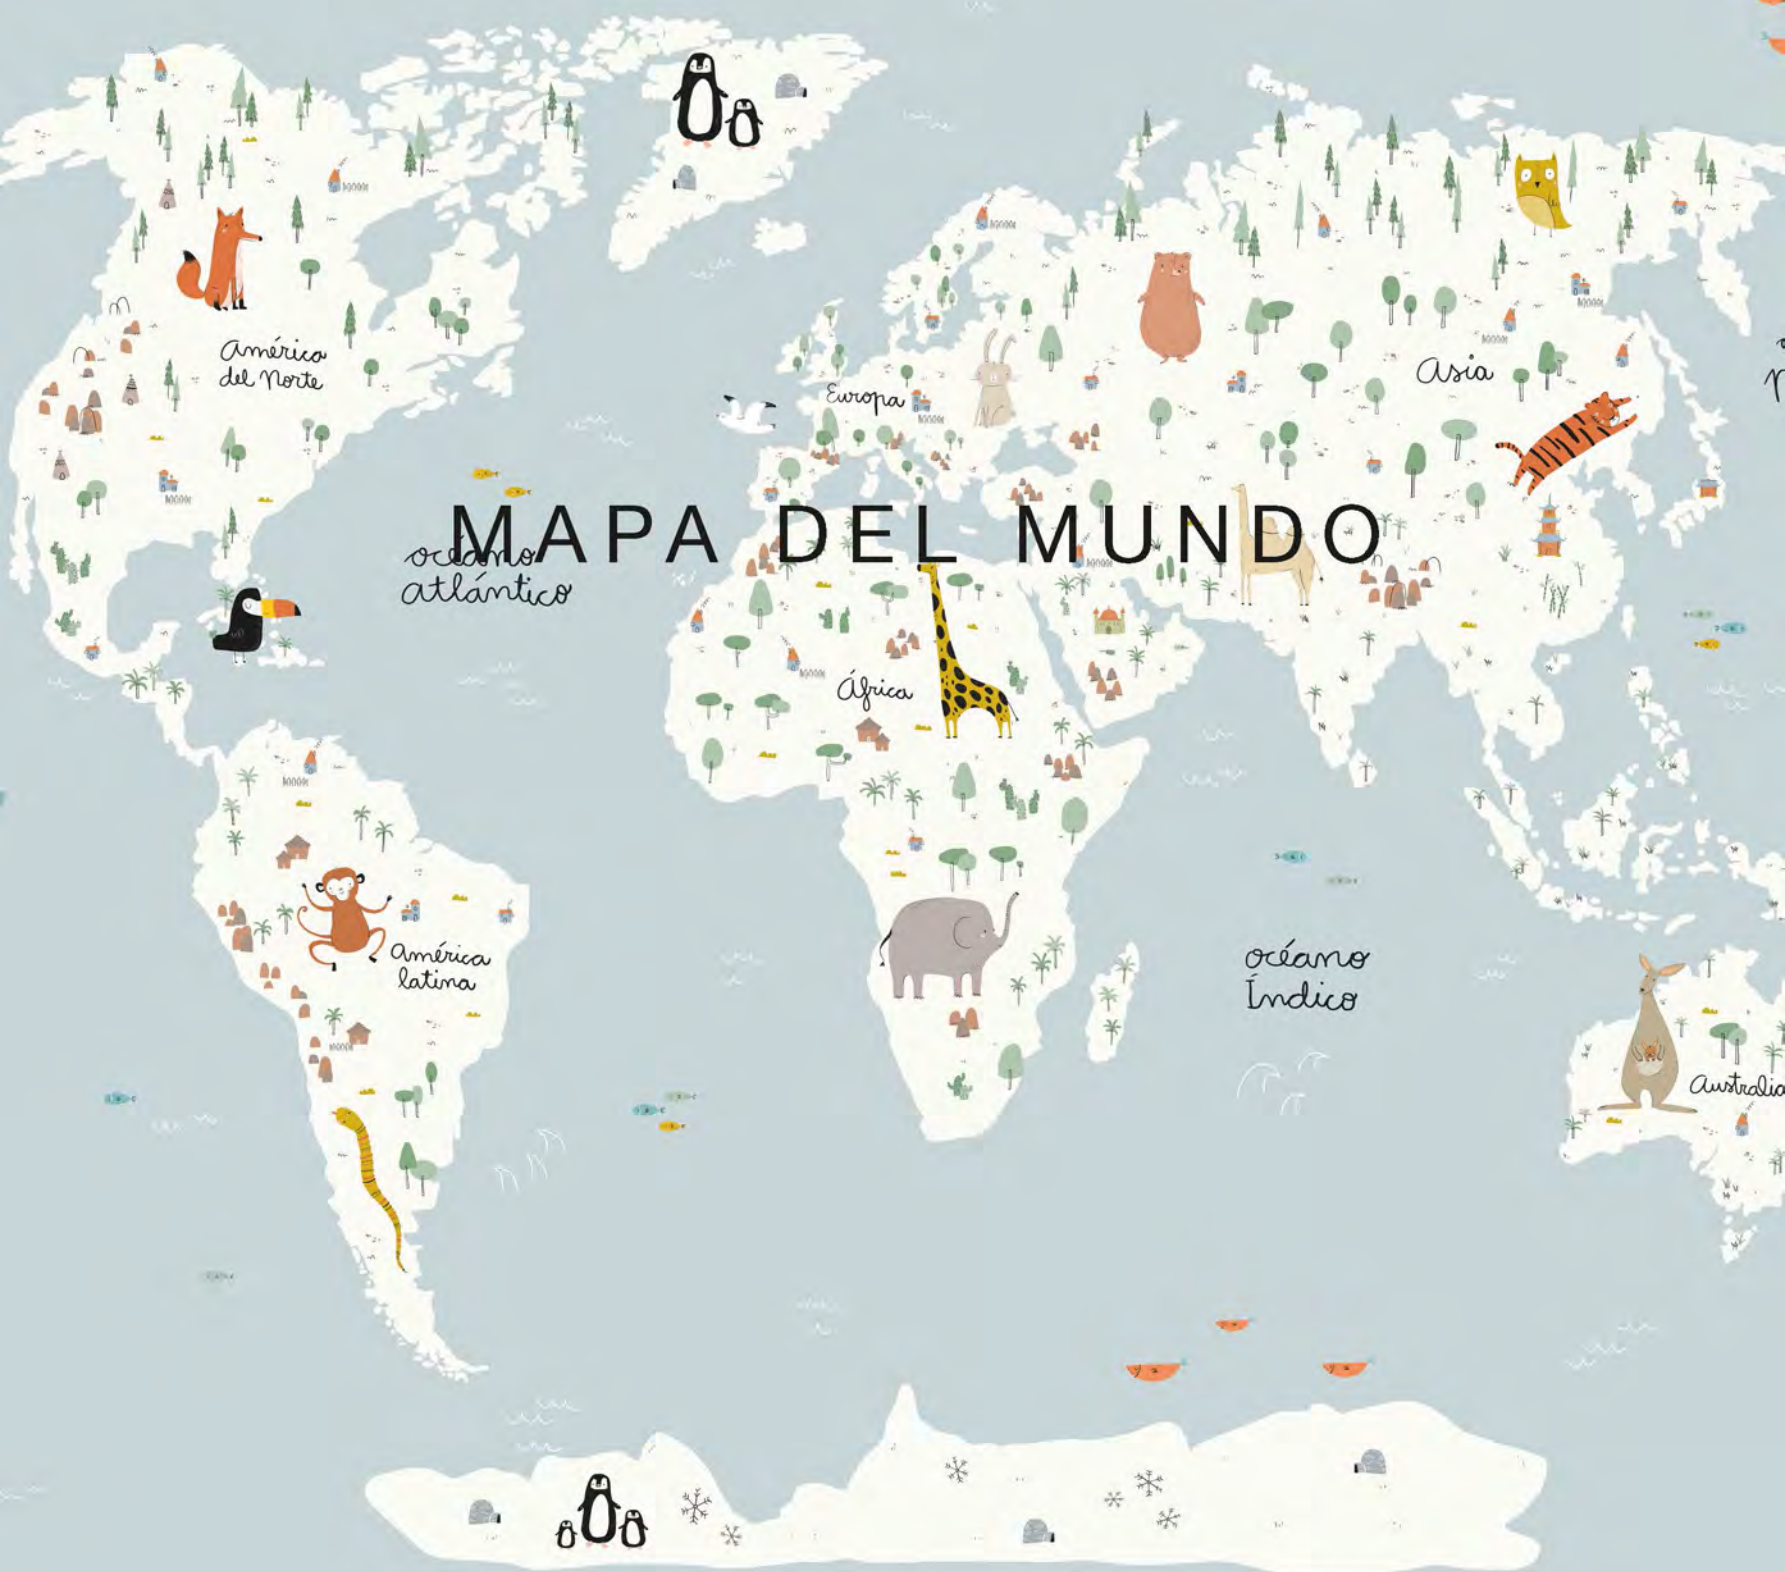 América
del Norte
Europa
Asia
MAPA DEL MUNDO
océano
atlántico
África
América
latina
océano
Índico
Australia